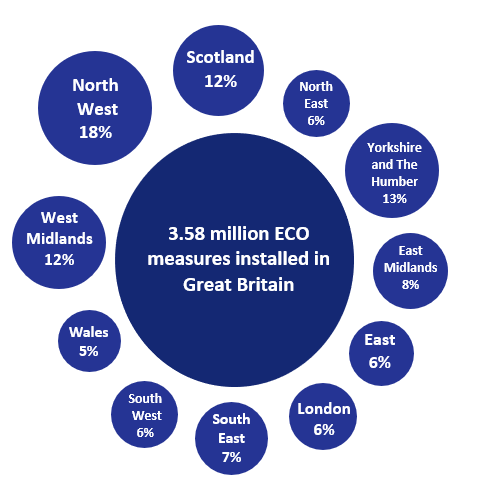 Scotland
12%
North
East
6%
Yorkshire
and The
Humber
13%
East
Midlands
8%
East
6%
London
6%
South
East
7%
South
West
6%
Wales
5%
West
Midlands
12%
North
West
18%
3.58 million ECO
measures installed in
Great Britain